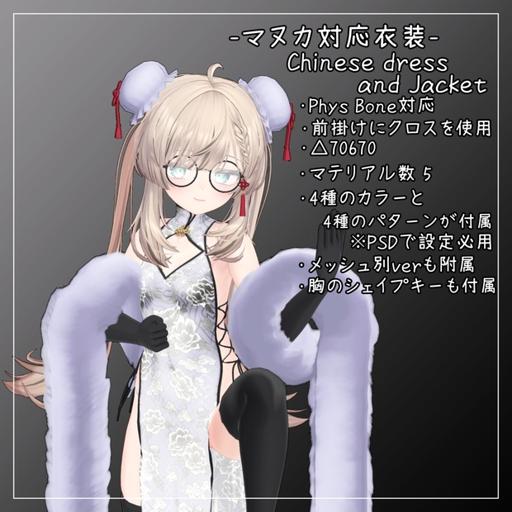 -マヌカ対応衣装-
Chinese dress
and Jacket
・Phys Bone対応
・前掛けにクロスを使用
・△70670
・マテリアル数 5
・4種のカラーと
4種のパターンが付属
※PSDで設定必用
・メッシュ別verも附属
・胸のシェイプキーも付属